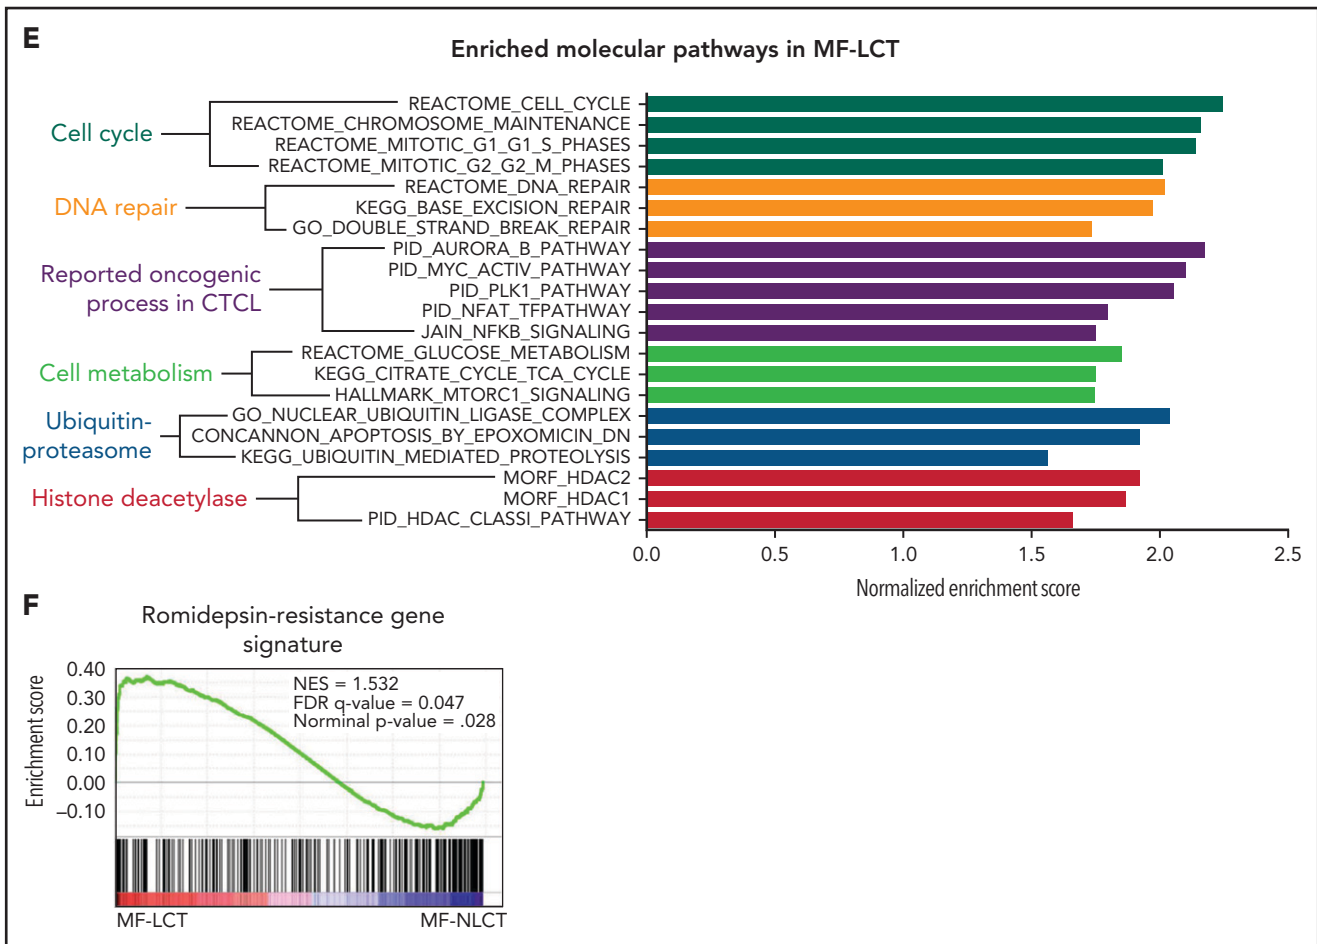 E
Enriched molecular pathways in MF-LCT
Cell cycle
REACTOME_CELL_CYCLE
REACTOME_CHROMOSOME_MAINTENANCE
REACTOME_MITOTIC_G1_G1_S_PHASES
REACTOME_MITOTIC_G2_G2_M_PHASES
DNA repair
REACTOME_DNA_REPAIR
KEGG_BASE_EXCISION_REPAIR
GO_DOUBLE_STRAND_BREAK_REPAIR
Reported oncogenic
process in CTCL
PID_AURORA_B_PATHWAY
PID_MYC_ACTIV_PATHWAY
PID_PLK1_PATHWAY
PID_NFAT_TFPATHWAY
JAIN_NFKB_SIGNALING
Cell metabolism
REACTOME_GLUCOSE_METABOLISM
KEGG_CITRATE_CYCLE_TCA_CYCLE
HALLMARK_MTORC1_SIGNALING
Ubiquitin-
proteasome
GO_NUCLEAR_UBIQUITIN_LIGASE_COMPLEX
CONCANNON_APOPTOSIS_BY_EPOXOMICIN_DN
KEGG_UBIQUITIN_MEDIATED_PROTEOLYSIS
Histone deacetylase
MORF_HDAC2
MORF_HDAC1
PID_HDAC_CLASSI_PATHWAY
0.0 0.5 1.0 1.5 2.0 2.5
Normalized enrichment score
F
Romidepsin-resistance gene
signature
Enrichment score
0.40
0.30
0.20
0.10
0.00
–0.10
NES = 1.532
FDR q-value = 0.047
Norminal p-value = .028
MF-LCT MF-NLCT